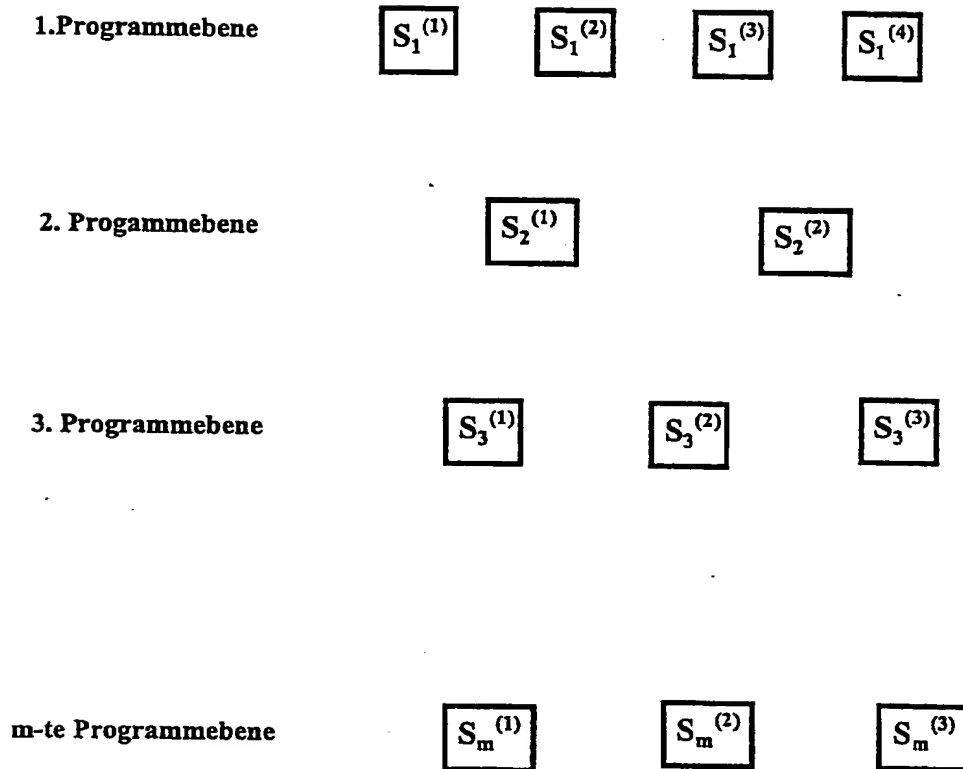 1.Programmebene S₁⁽¹⁾ S₁⁽²⁾ S₁⁽³⁾ S₁⁽⁴⁾
2. Progammebene S₂⁽¹⁾ S₂⁽²⁾
3. Programmebene S₃⁽¹⁾ S₃⁽²⁾ S₃⁽³⁾
m-te Programmebene Sₘ⁽¹⁾ Sₘ⁽²⁾ Sₘ⁽³⁾